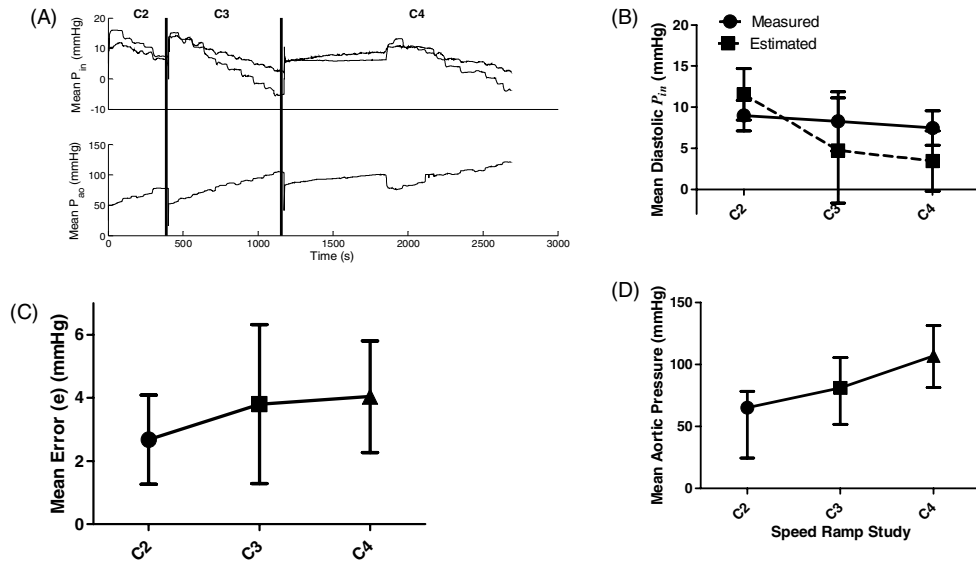 (A)
C2 C3 C4
20
10
0
-10
Mean P_in (mmHg)
150
100
50
0
Mean P_ao (mmHg)
0 500 1000 1500 2000 2500 3000
Time (s)
(B)
Measured
Estimated
20
15
10
5
0
Mean Diastolic P_in (mmHg)
C2 C3 C4
(C)
6
4
2
0
Mean Error (e) (mmHg)
C2 C3 C4
(D)
150
100
50
0
Mean Aortic Pressure (mmHg)
C2 C3 C4
Speed Ramp Study